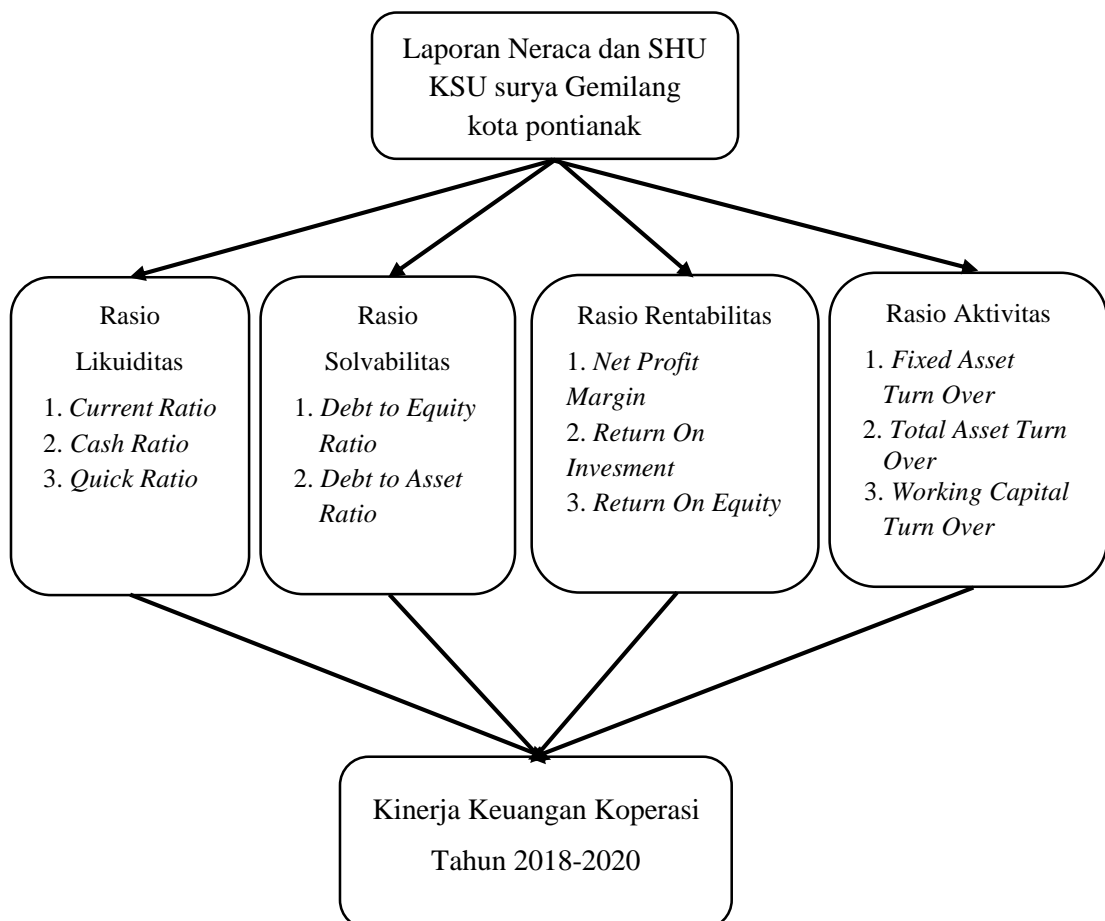 Laporan Neraca dan SHU
KSU surya Gemilang
kota pontianak
Rasio
Likuiditas
1. Current Ratio
2. Cash Ratio
3. Quick Ratio
Rasio
Solvabilitas
1. Debt to Equity
Ratio
2. Debt to Asset
Ratio
Rasio Rentabilitas
1. Net Profit
Margin
2. Return On
Invesment
3. Return On Equity
Rasio Aktivitas
1. Fixed Asset
Turn Over
2. Total Asset Turn
Over
3. Working Capital
Turn Over
Kinerja Keuangan Koperasi
Tahun 2018-2020